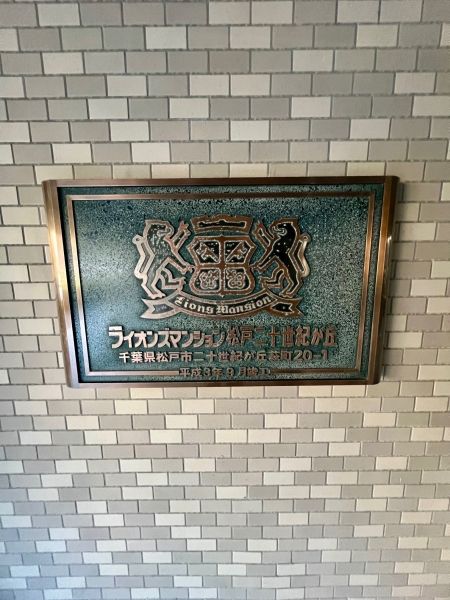 Lions Mansion
ライオンズマンション松戸二十世紀が丘
千葉県松戸市二十世紀が丘萩町20-1
平成3年9月竣工